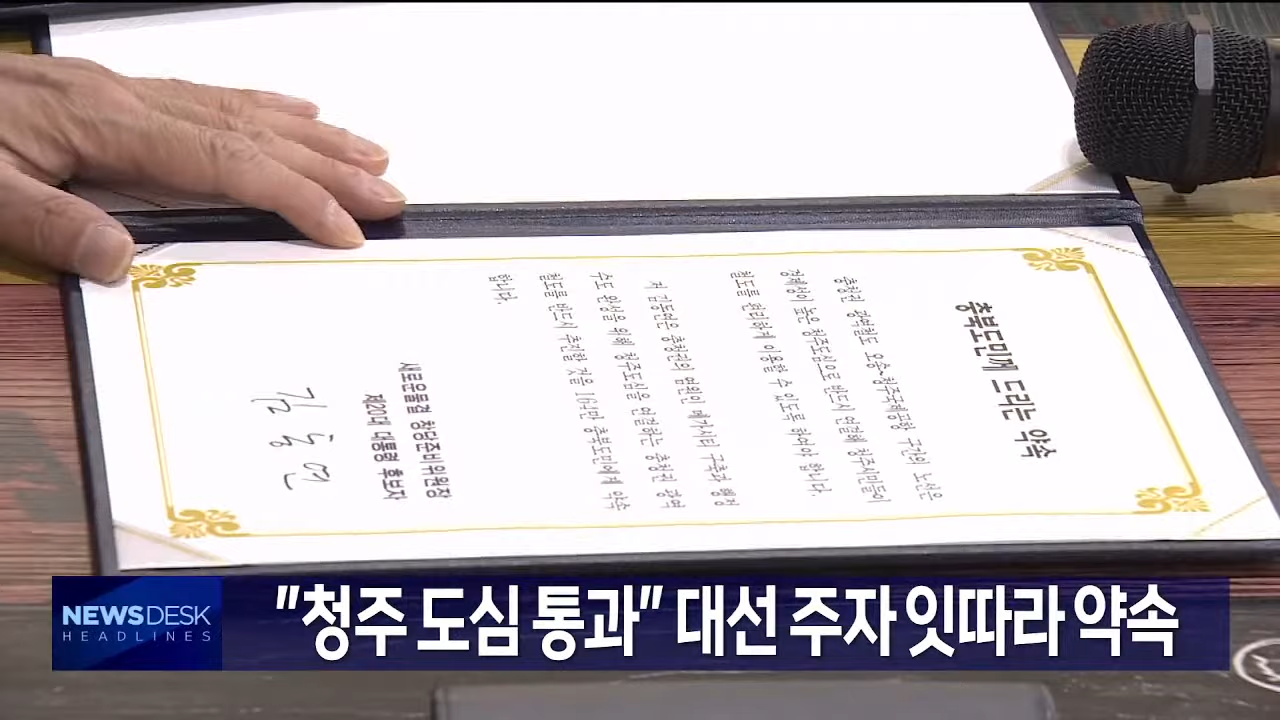 충북도민께 드리는 약속
충청권 광역철도 오송~청주국제공항 구간의 노선은
경제성이 높은 청주도심으로 반드시 연결해 청주시민들이
철도를 편리하게 이용할 수 있도록 하여야 합니다.
저 김동연은 충청권의 염원인 메가시티 구축과 행정
수도 완성을 위해 청주도심을 연결하는 충청권 광역
철도를 반드시 추진할 것을 164만 충북도민에게 약속
합니다.
새로운물결 창당준비위원장
제20대 대통령 후보자
김동연
NEWSDESK
HEADLINES
"청주 도심 통과" 대선 주자 잇따라 약속